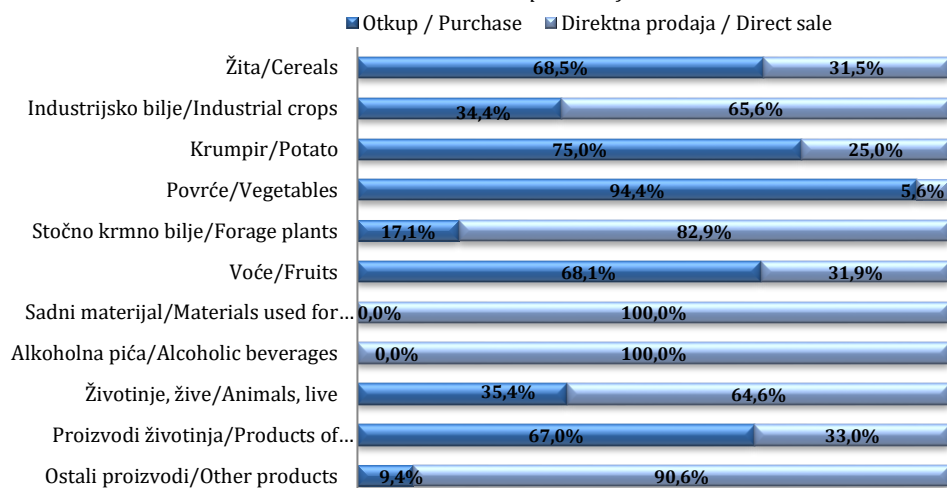 Otkup / Purchase Direktna prodaja / Direct sale
Žita/Cereals 68,5% 31,5%
Industrijsko bilje/Industrial crops 34,4% 65,6%
Krumpir/Potato 75,0% 25,0%
Povrće/Vegetables 94,4% 5,6%
Stočno krmno bilje/Forage plants 17,1% 82,9%
Voće/Fruits 68,1% 31,9%
Sadni materijal/Materials used for... 0,0% 100,0%
Alkoholna pića/Alcoholic beverages 0,0% 100,0%
Životinje, žive/Animals, live 35,4% 64,6%
Proizvodi životinja/Products of... 67,0% 33,0%
Ostali proizvodi/Other products 9,4% 90,6%